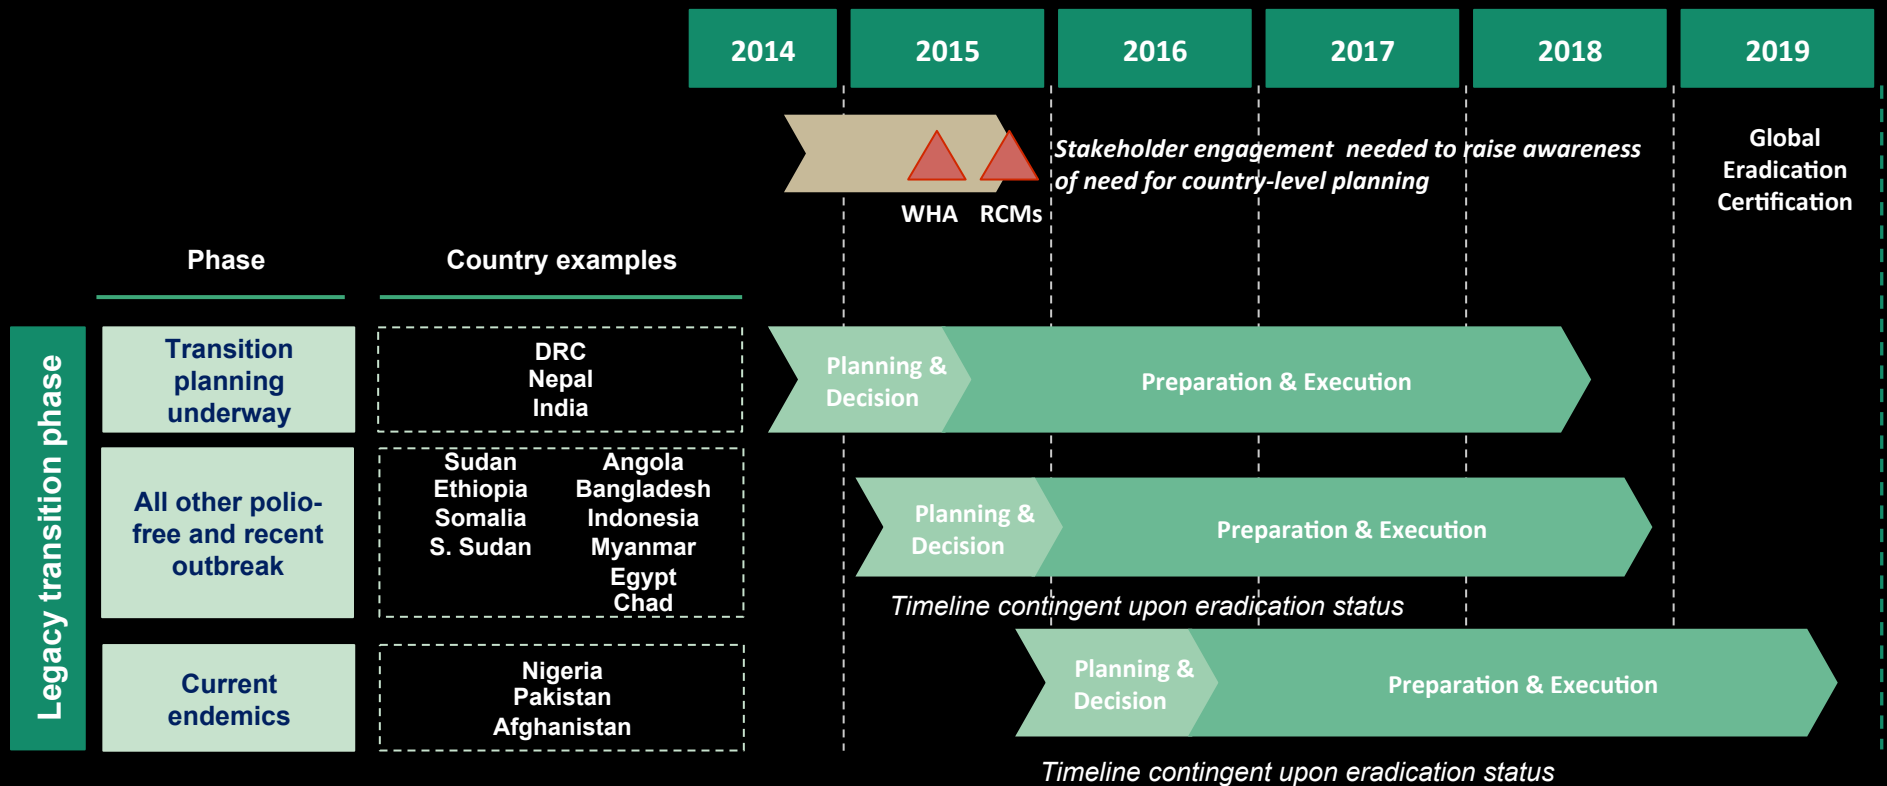 2014
2015
2016
2017
2018
2019
Stakeholder engagement needed to raise awareness
of need for country-level planning
WHA
RCMs
Global
Eradication
Certification
Phase
Country examples
Legacy transition phase
Transition
planning
underway
DRC
Nepal
India
Planning &
Decision
Preparation & Execution
All other polio-
free and recent
outbreak
Sudan
Ethiopia
Somalia
S. Sudan
Angola
Bangladesh
Indonesia
Myanmar
Egypt
Chad
Planning &
Decision
Preparation & Execution
Timeline contingent upon eradication status
Current
endemics
Nigeria
Pakistan
Afghanistan
Planning &
Decision
Preparation & Execution
Timeline contingent upon eradication status